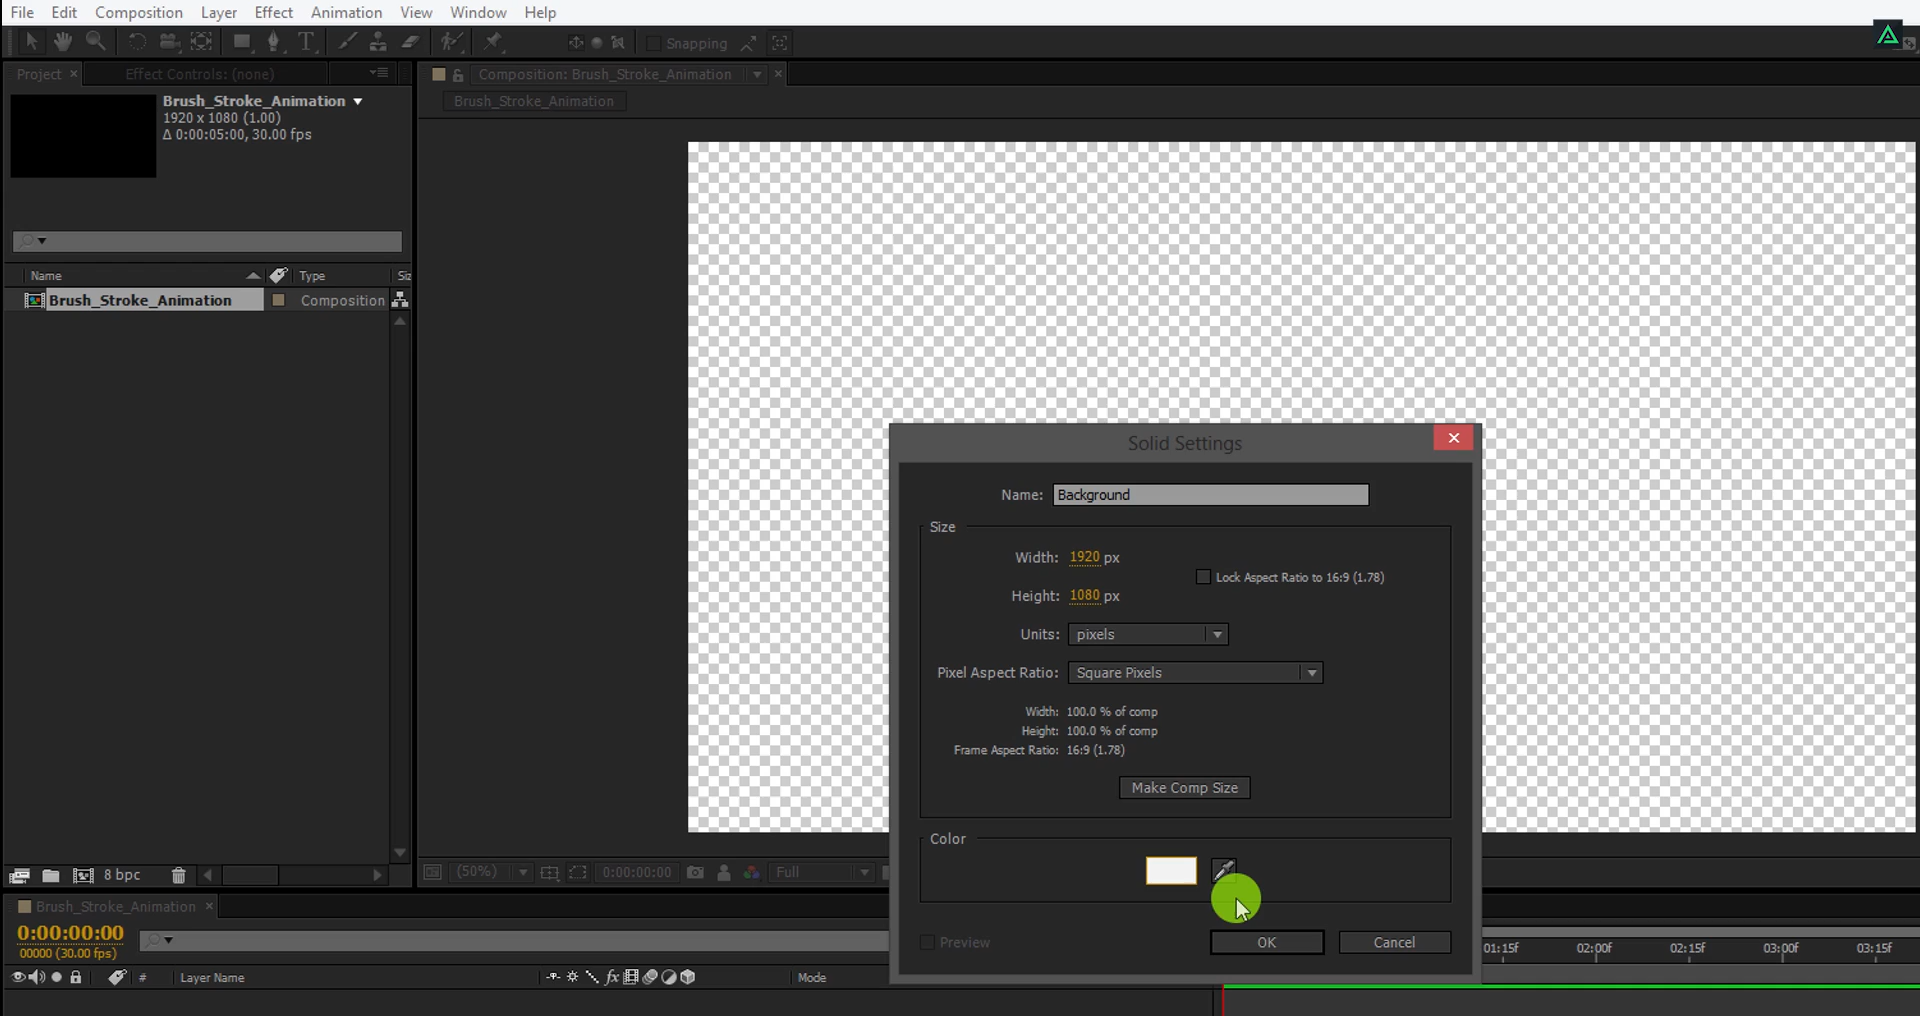 File Edit Composition Layer Effect Animation View Window Help
Snapping
Project Effect Controls: (none) Composition: Brush_Stroke_Animation
Brush_Stroke_Animation
1920 x 1080 (1.00)
Δ 0:00:05:00, 30.00 fps
Brush_Stroke_Animation
Name Type Siz
Brush_Stroke_Animation Composition
Solid Settings
Name: Background
Size
Width: 1920 px
Lock Aspect Ratio to 16:9 (1.78)
Height: 1080 px
Units: pixels
Pixel Aspect Ratio: Square Pixels
Width: 100.0 % of comp
Height: 100.0 % of comp
Frame Aspect Ratio: 16:9 (1.78)
Make Comp Size
Color
Preview OK Cancel
8 bpc (50%) 0:00:00:00 Full
Brush_Stroke_Animation
0:00:00:00
00000 (30.00 fps)
01:15f 02:00f 02:15f 03:00f 03:15f
# Layer Name fx Mode